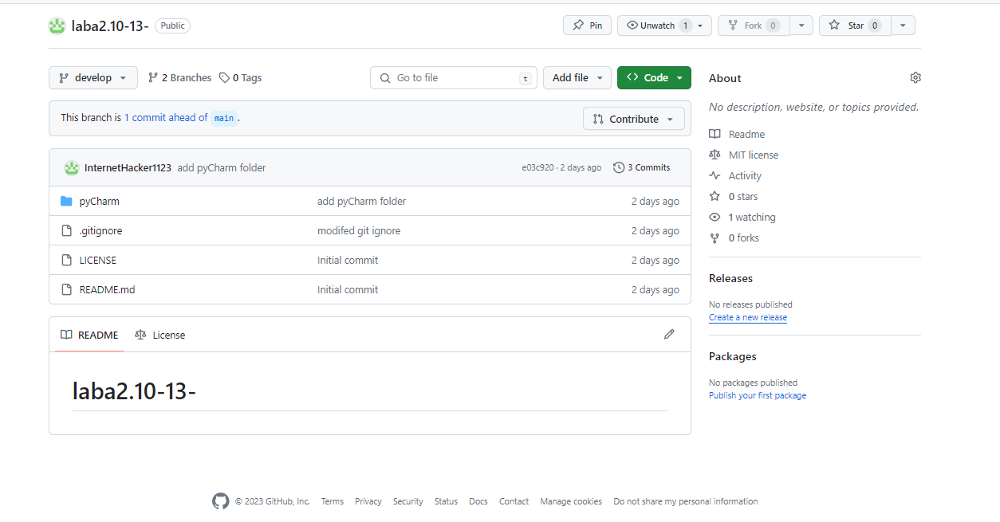 laba2.10-13- Public Pin Unwatch 1 Fork 0 Star 0
develop 2 Branches 0 Tags Go to file t Add file Code
This branch is 1 commit ahead of main .
Contribute
InternetHacker1123 add pyCharm folder e03c920 · 2 days ago 3 Commits
pyCharm add pyCharm folder 2 days ago
.gitignore modifed git ignore 2 days ago
LICENSE Initial commit 2 days ago
README.md Initial commit 2 days ago
README License
laba2.10-13-
About
No description, website, or topics provided.
Readme
MIT license
Activity
0 stars
1 watching
0 forks
Releases
No releases published
Create a new release
Packages
No packages published
Publish your first package
© 2023 GitHub, Inc. Terms Privacy Security Status Docs Contact Manage cookies Do not share my personal information